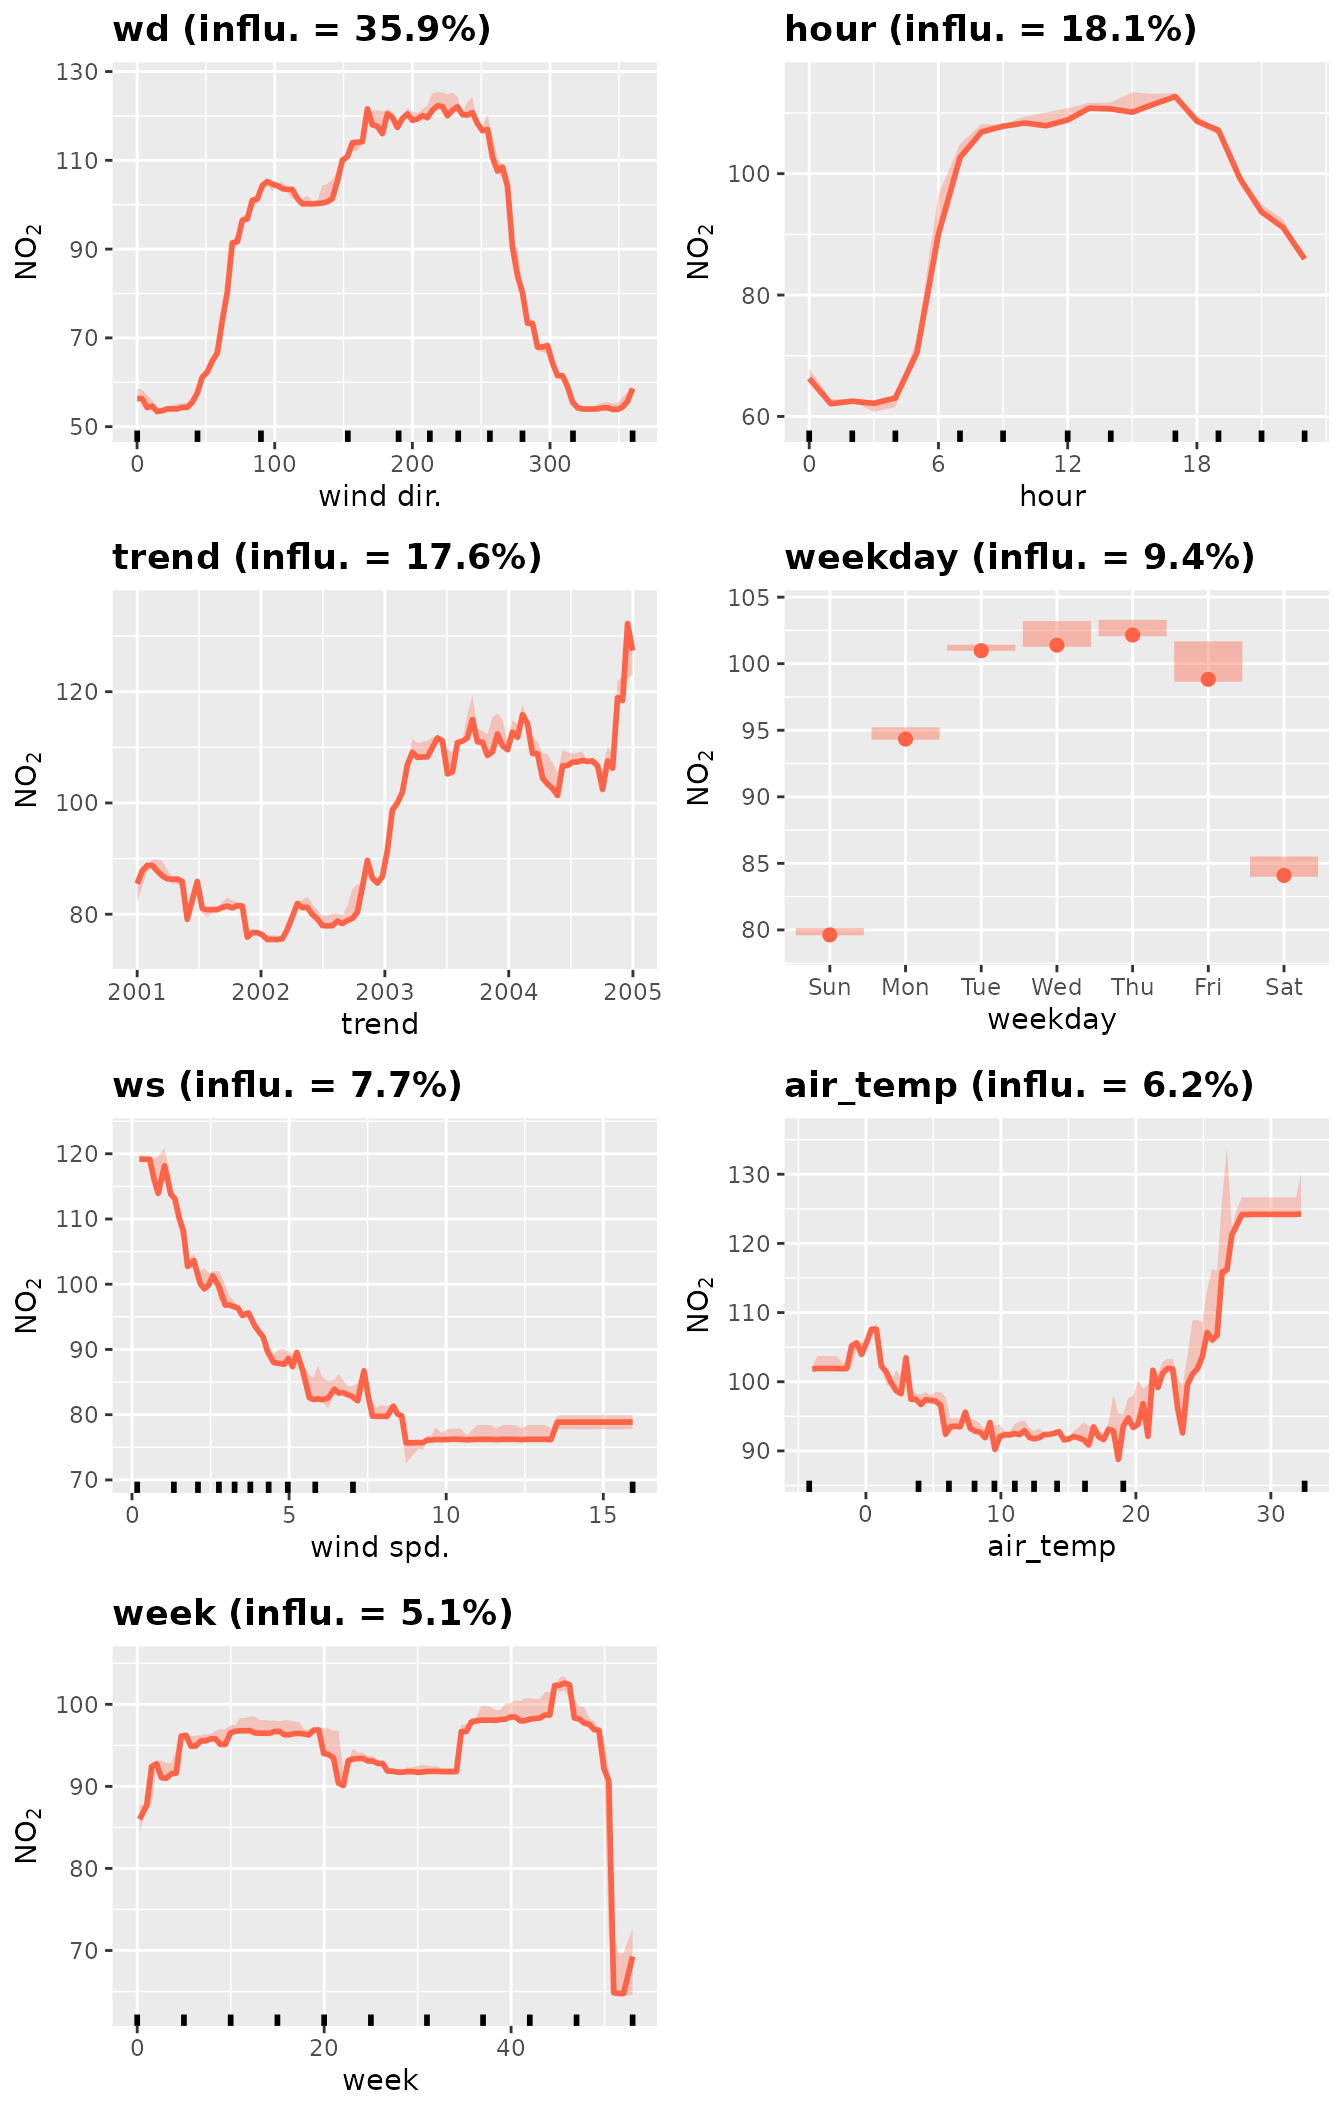 wd (influ. = 35.9%)
130
110
90
70
50
NO2
0 100 200 300
wind dir.
hour (influ. = 18.1%)
100
80
60
NO2
0 6 12 18
hour
trend (influ. = 17.6%)
120
100
80
NO2
2001 2002 2003 2004 2005
trend
weekday (influ. = 9.4%)
105
100
95
90
85
80
NO2
Sun Mon Tue Wed Thu Fri Sat
weekday
ws (influ. = 7.7%)
120
110
100
90
80
70
NO2
0 5 10 15
wind spd.
air_temp (influ. = 6.2%)
130
120
110
100
90
NO2
0 10 20 30
air_temp
week (influ. = 5.1%)
100
90
80
70
NO2
0 20 40
week